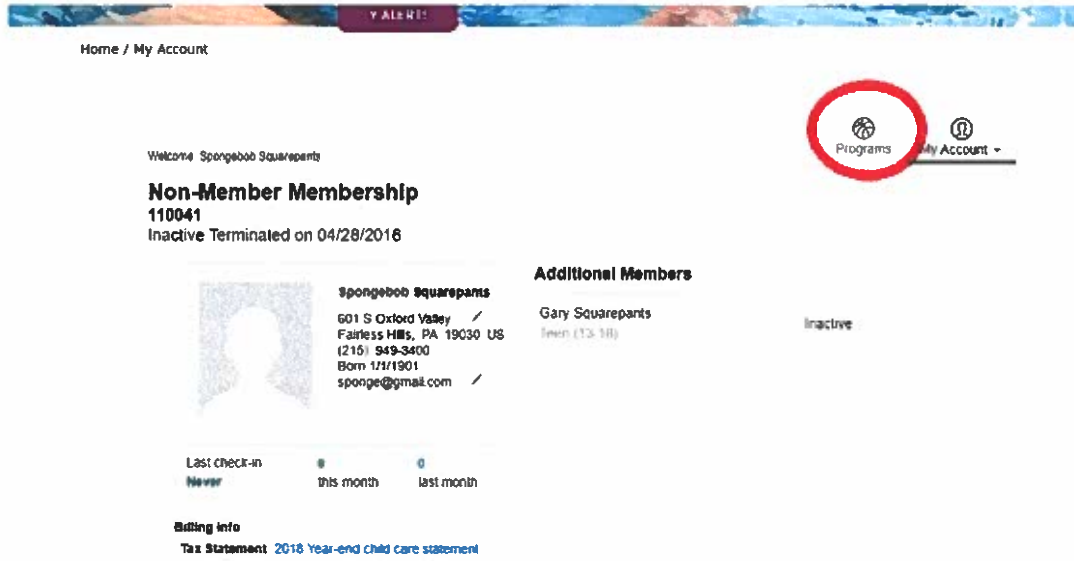 Y ALERT!
Home / My Account
Programs
My Account
Welcome Spongebob Squarepants
Non-Member Membership
110041
Inactive Terminated on 04/28/2016
Spongebob Squarepants
601 S Oxford Valley
Fairless Hills, PA 19030 US
(215) 949-3400
Born 1/1/1901
sponge@gmail.com
Additional Members
Gary Squarepants
Inactive
Teen (13-18)
Last check-in
Never
0
this month
0
last month
Billing info
Tax Statement 2018 Year-end child care statement